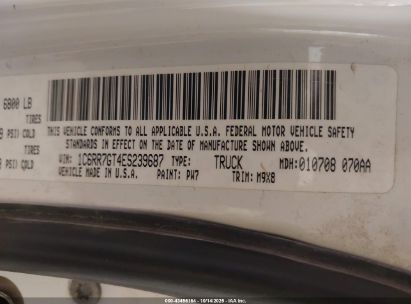 6800 LB
TIRES
PSI/ COLD
TIRES
PSI/ COLD
THIS VEHICLE CONFORMS TO ALL APPLICABLE U.S.A. FEDERAL MOTOR VEHICLE SAFETY
STANDARDS IN EFFECT ON THE DATE OF MANUFACTURE SHOWN ABOVE.
VIN: 1C6RR7GT4ES239687 TYPE: TRUCK MDH: 010708 070AA
VEHICLE MADE IN U.S.A. PAINT: PW7 TRIM: M9X8